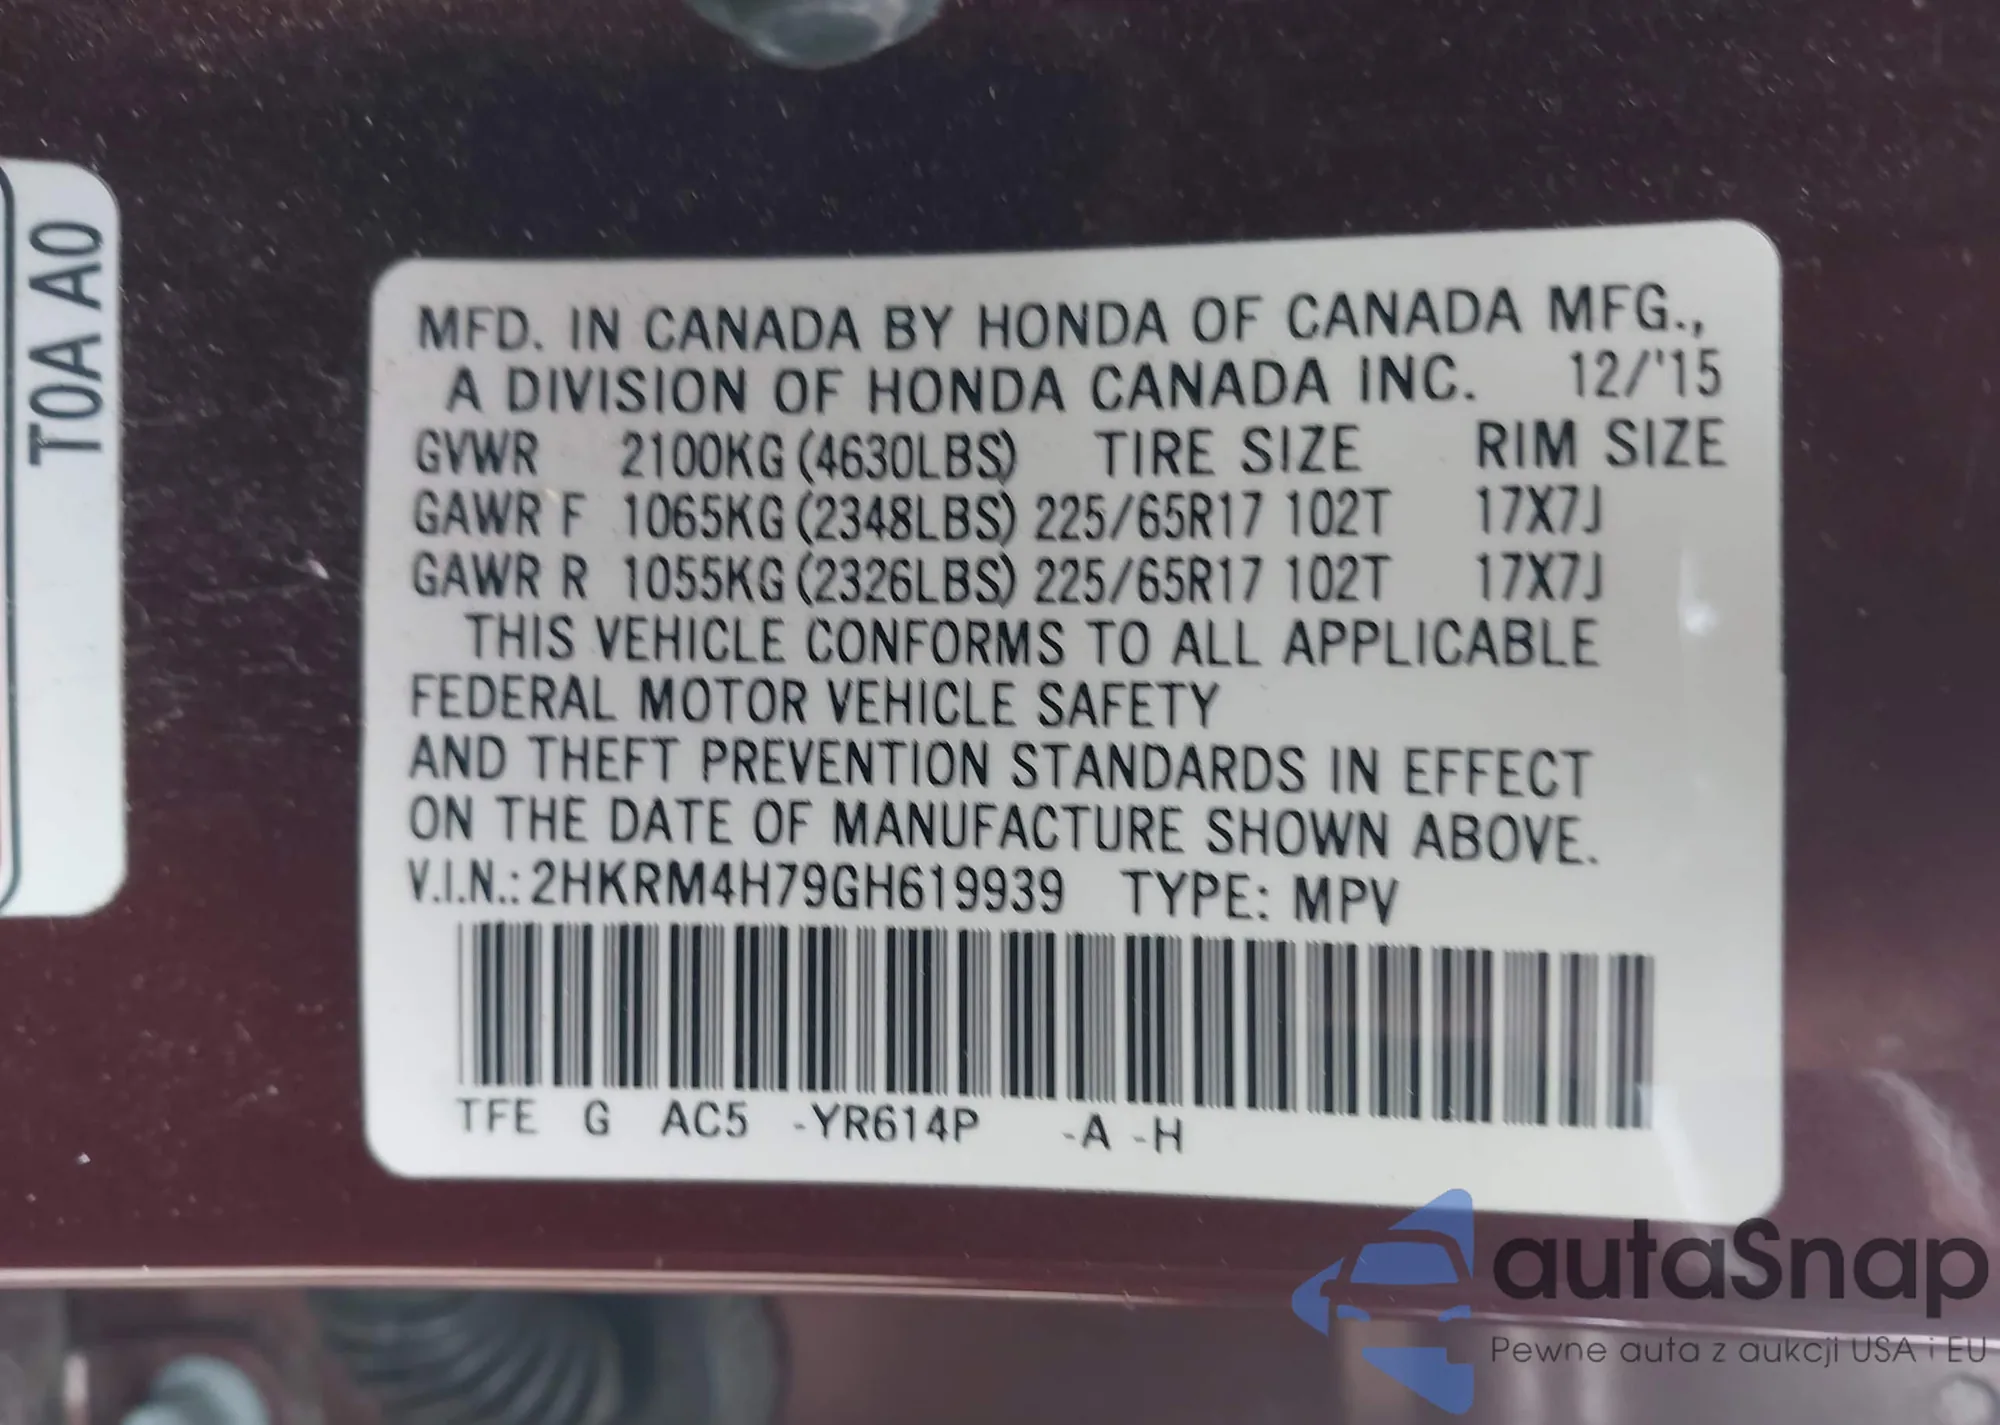 T0A A0
MFD. IN CANADA BY HONDA OF CANADA MFG.,
A DIVISION OF HONDA CANADA INC. 12/'15
GVWR 2100KG (4630LBS) TIRE SIZE RIM SIZE
GAWR F 1065KG (2348LBS) 225/65R17 102T 17X7J
GAWR R 1055KG (2326LBS) 225/65R17 102T 17X7J
THIS VEHICLE CONFORMS TO ALL APPLICABLE
FEDERAL MOTOR VEHICLE SAFETY
AND THEFT PREVENTION STANDARDS IN EFFECT
ON THE DATE OF MANUFACTURE SHOWN ABOVE.
V.I.N.: 2HKRM4H79GH619939 TYPE: MPV
TFE G AC5 -YR614P -A -H
autaSnap
Pewne auta z aukcji USA i EU